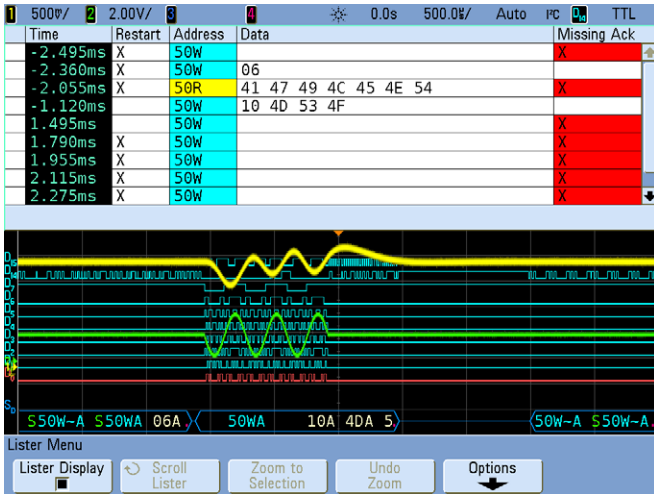 1 500▽/ 2 2.00V/ 3 4 0.0s 500.0▽/ Auto I²C D14 TTL
Time Restart Address Data Missing Ack
-2.495ms X 50W X
-2.360ms X 50W 06
-2.055ms X 50R 41 47 49 4C 45 4E 54 X
-1.120ms 50W 10 4D 53 4F
1.495ms 50W X
1.790ms X 50W X
1.955ms X 50W X
2.115ms X 50W X
2.275ms X 50W X
S50W~A S50WA 06A 50WA 10A 4DA 5 50W~A S50W~A
Lister Menu
Lister Display Scroll Lister Zoom to Selection Undo Zoom Options